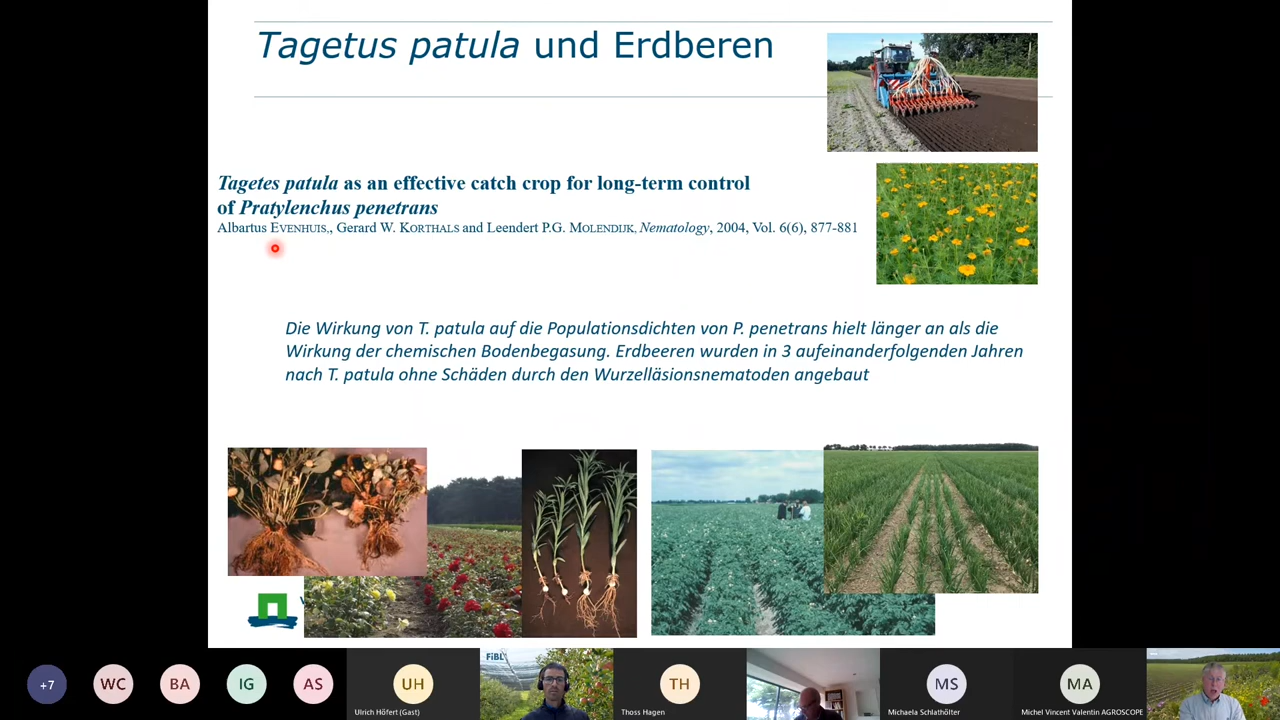 Tagetus patula und Erdberen
Tagetes patula as an effective catch crop for long-term control
of Pratylenchus penetrans
Albartus EVENHUIS,, Gerard W. KORTHALS and Leendert P.G. MOLENDIJK, Nematology, 2004, Vol. 6(6), 877-881
Die Wirkung von T. patula auf die Populationsdichten von P. penetrans hielt länger an als die
Wirkung der chemischen Bodenbegasung. Erdbeeren wurden in 3 aufeinanderfolgenden Jahren
nach T. patula ohne Schäden durch den Wurzelläsionsnematoden angebaut
+7
WC
BA
IG
AS
UH
Ulrich Höfert (Gast)
FiBL
TH
Thoss Hagen
MS
Michaela Schlathölter
MA
Michel Vincent Valentin AGROSCOPE